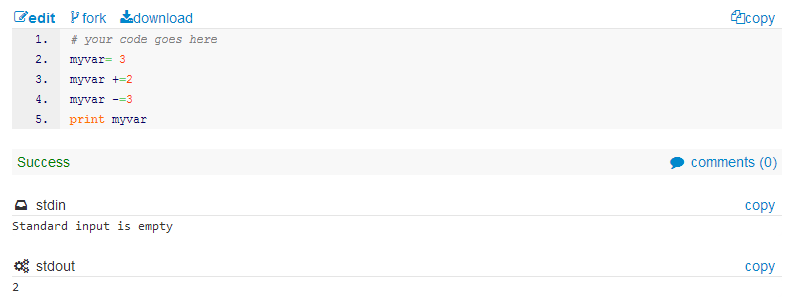 edit fork download copy
1. # your code goes here
2. myvar= 3
3. myvar +=2
4. myvar -=3
5. print myvar
Success comments (0)
stdin copy
Standard input is empty
stdout copy
2